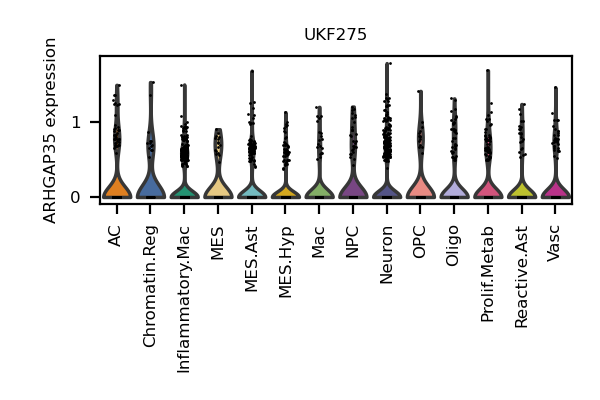 UKF275
ARHGAP35 expression
1
0
AC
Chromatin.Reg
Inflammatory.Mac
MES
MES.Ast
MES.Hyp
Mac
NPC
Neuron
OPC
Oligo
Prolif.Metab
Reactive.Ast
Vasc